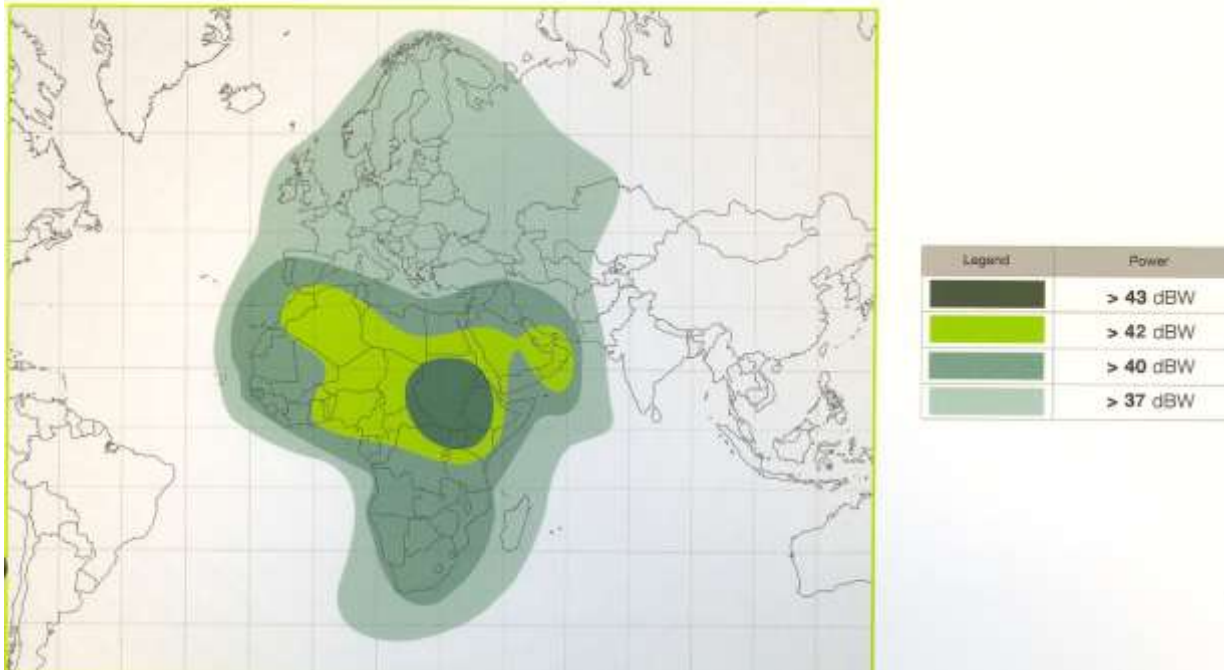 Legend Power
> 43 dBW
> 42 dBW
> 40 dBW
> 37 dBW